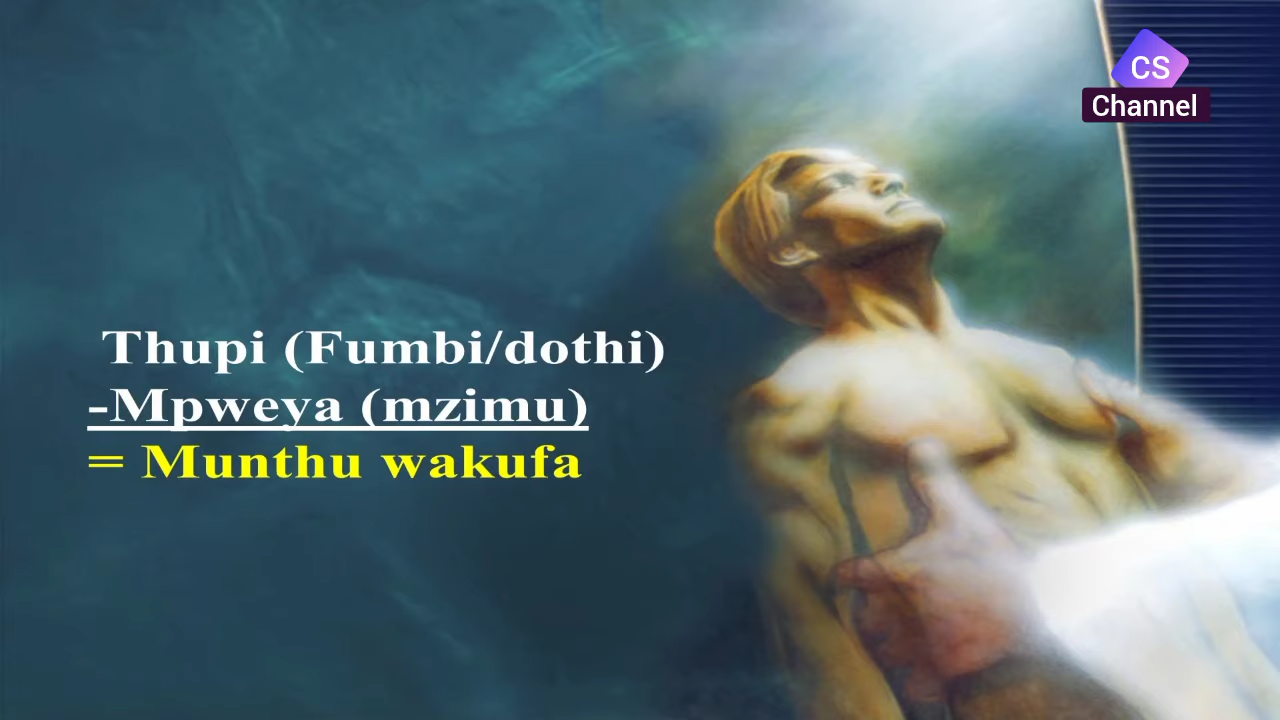 CS
Channel
Thupi (Fumbi/dothi)
-Mpweya (mzimu)
= Munthu wakufa